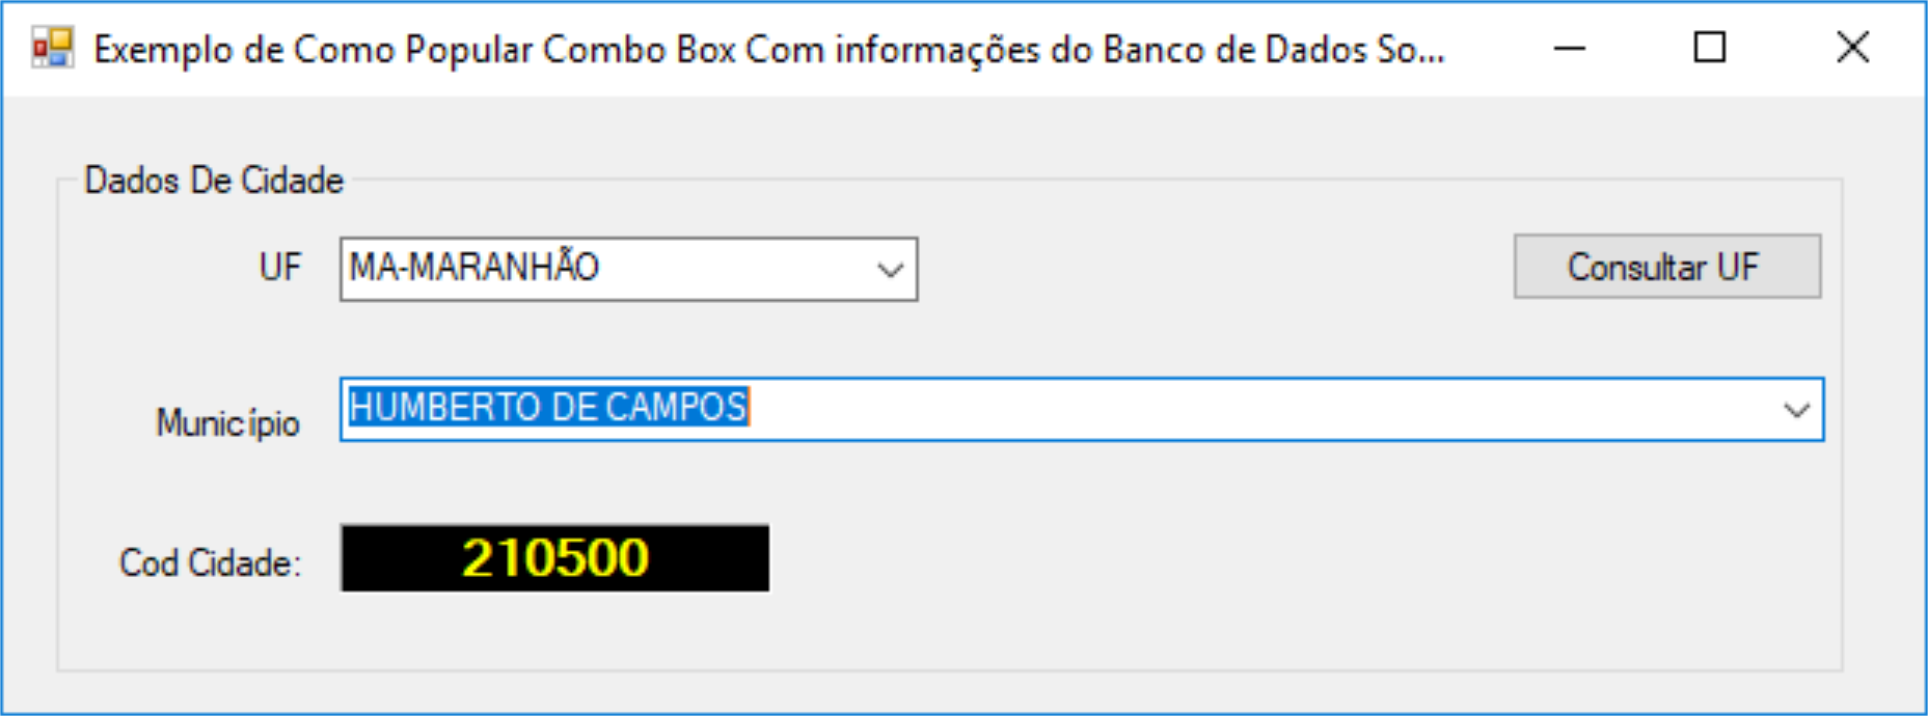 Exemplo de Como Popular Combo Box Com informações do Banco de Dados So...
Dados De Cidade
UF MA-MARANHÃO Consultar UF
Município HUMBERTO DE CAMPOS
Cod Cidade: 210500